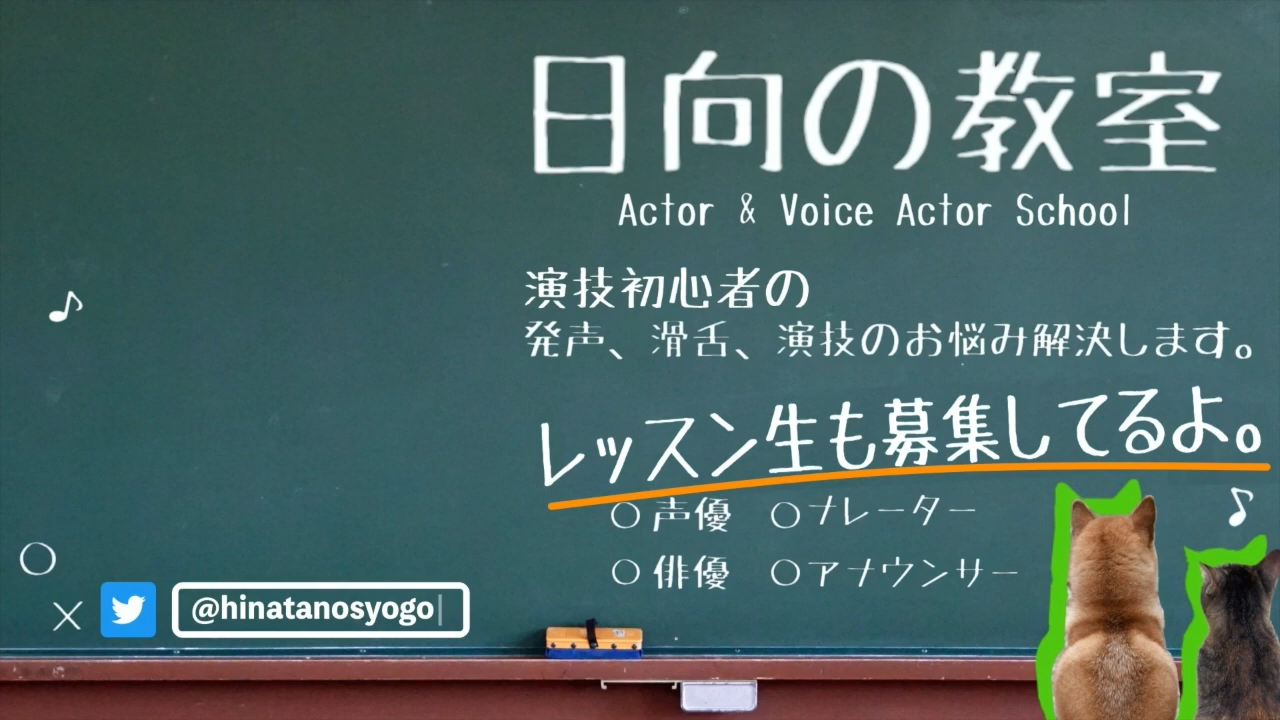 日向の教室
Actor & Voice Actor School
演技初心者の
発声、滑舌、演技のお悩み解決します。
レッスン生も募集してるよ。
○ 声優 ○ナレーター
○ 俳優 ○アナウンサー
@hinatanosyogo